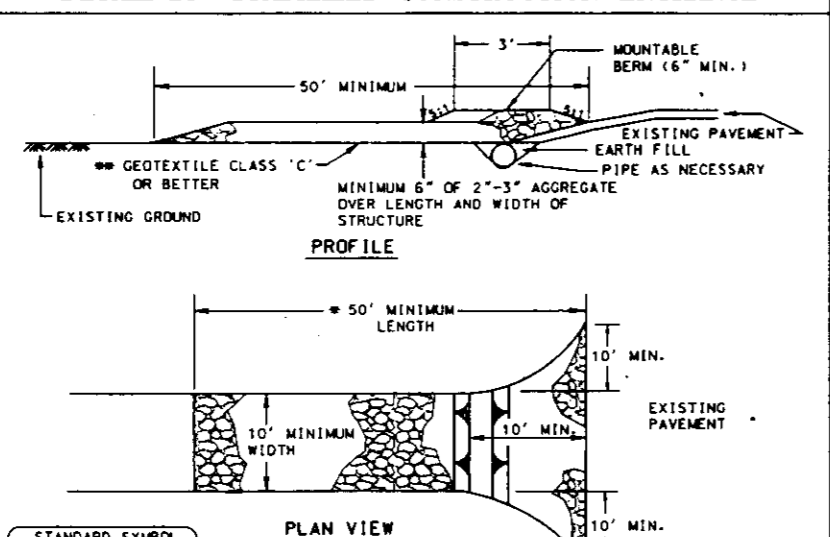 3'
MOUNTABLE
BERM (6" MIN.)
50' MINIMUM
5:1
5:1
EXISTING PAVEMENT
EARTH FILL
** GEOTEXTILE CLASS 'C'
OR BETTER
PIPE AS NECESSARY
MINIMUM 6" OF 2"-3" AGGREGATE
OVER LENGTH AND WIDTH OF
STRUCTURE
EXISTING GROUND
PROFILE
* 50' MINIMUM
LENGTH
10' MIN.
EXISTING
PAVEMENT
10' MINIMUM
WIDTH
10' MIN.
PLAN VIEW
10' MIN.
STANDARD SYMBOL